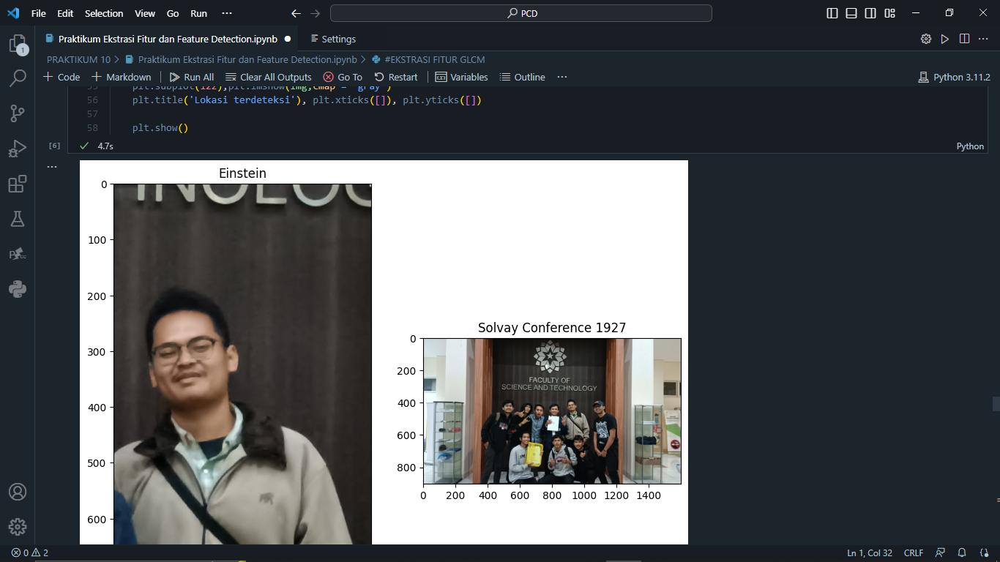 File Edit Selection View Go Run ···
PCD
Praktikum Ekstrasi Fitur dan Feature Detection.ipynb
Settings
PRAKTIKUM 10 > Praktikum Ekstrasi Fitur dan Feature Detection.ipynb > #EKSTRASI FITUR GLCM
+ Code + Markdown Run All Clear All Outputs Go To Restart Variables Outline ··· Python 3.11.2
55 plt.subplot(122),plt.imshow(img,cmap = 'gray')
56 plt.title('Lokasi terdeteksi'), plt.xticks([]), plt.yticks([])
57
58 plt.show()
[6] 4.7s Python
Einstein
0
100
200
300
400
500
600
INOLOG
Solvay Conference 1927
0
200
400
600
800
FACULTY OF
SCIENCE AND TECHNOLOGY
0 200 400 600 800 1000 1200 1400
1
0 2
Ln 1, Col 32 CRLF